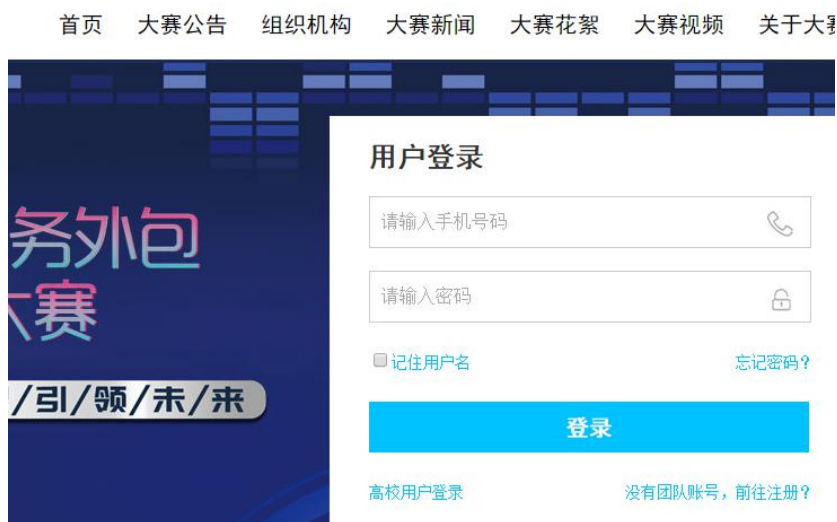 首页 大赛公告 组织机构 大赛新闻 大赛花絮 大赛视频 关于大赛
用户登录
请输入手机号码
务外包
请输入密码
大赛
记住用户名 忘记密码?
/引/领/未/来
登录
高校用户登录 没有团队账号，前往注册?